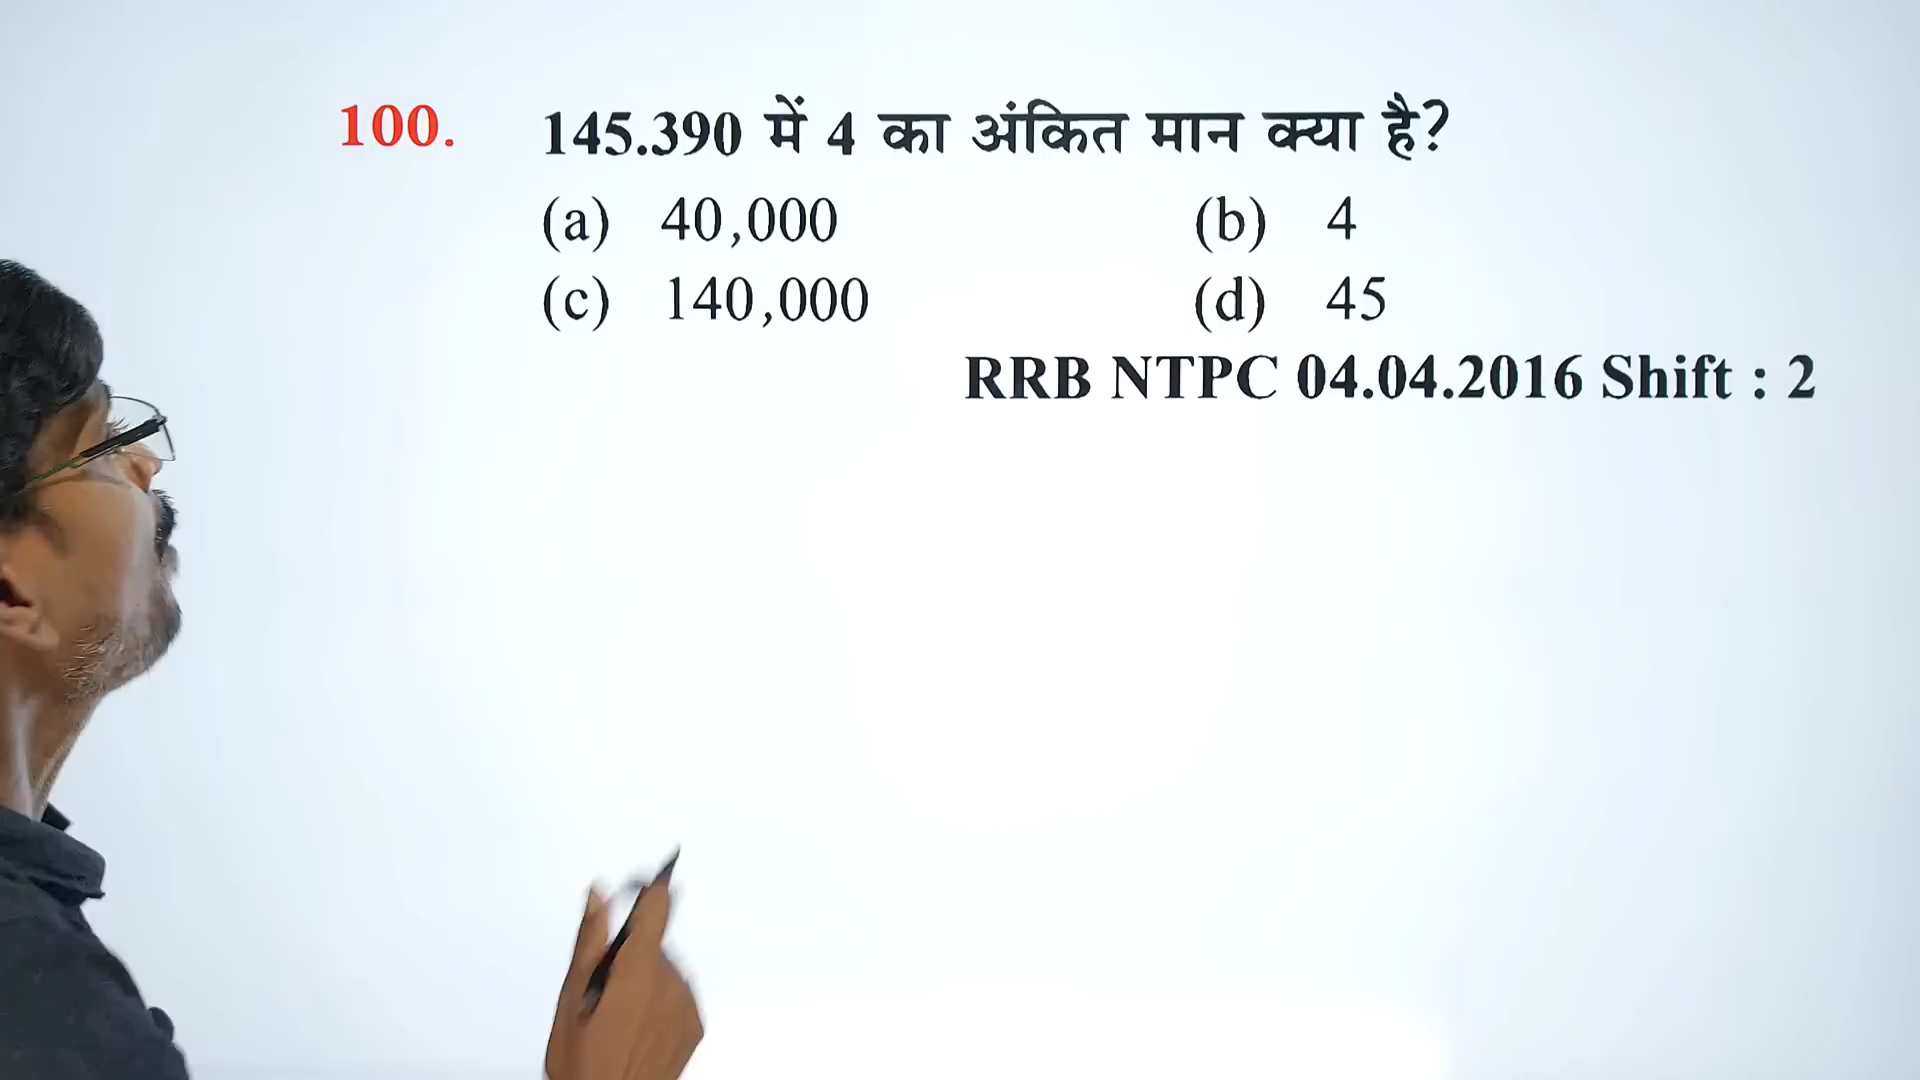 100. 145.390 में 4 का अंकित मान क्या है?
(a) 40,000 (b) 4
(c) 140,000 (d) 45
RRB NTPC 04.04.2016 Shift : 2